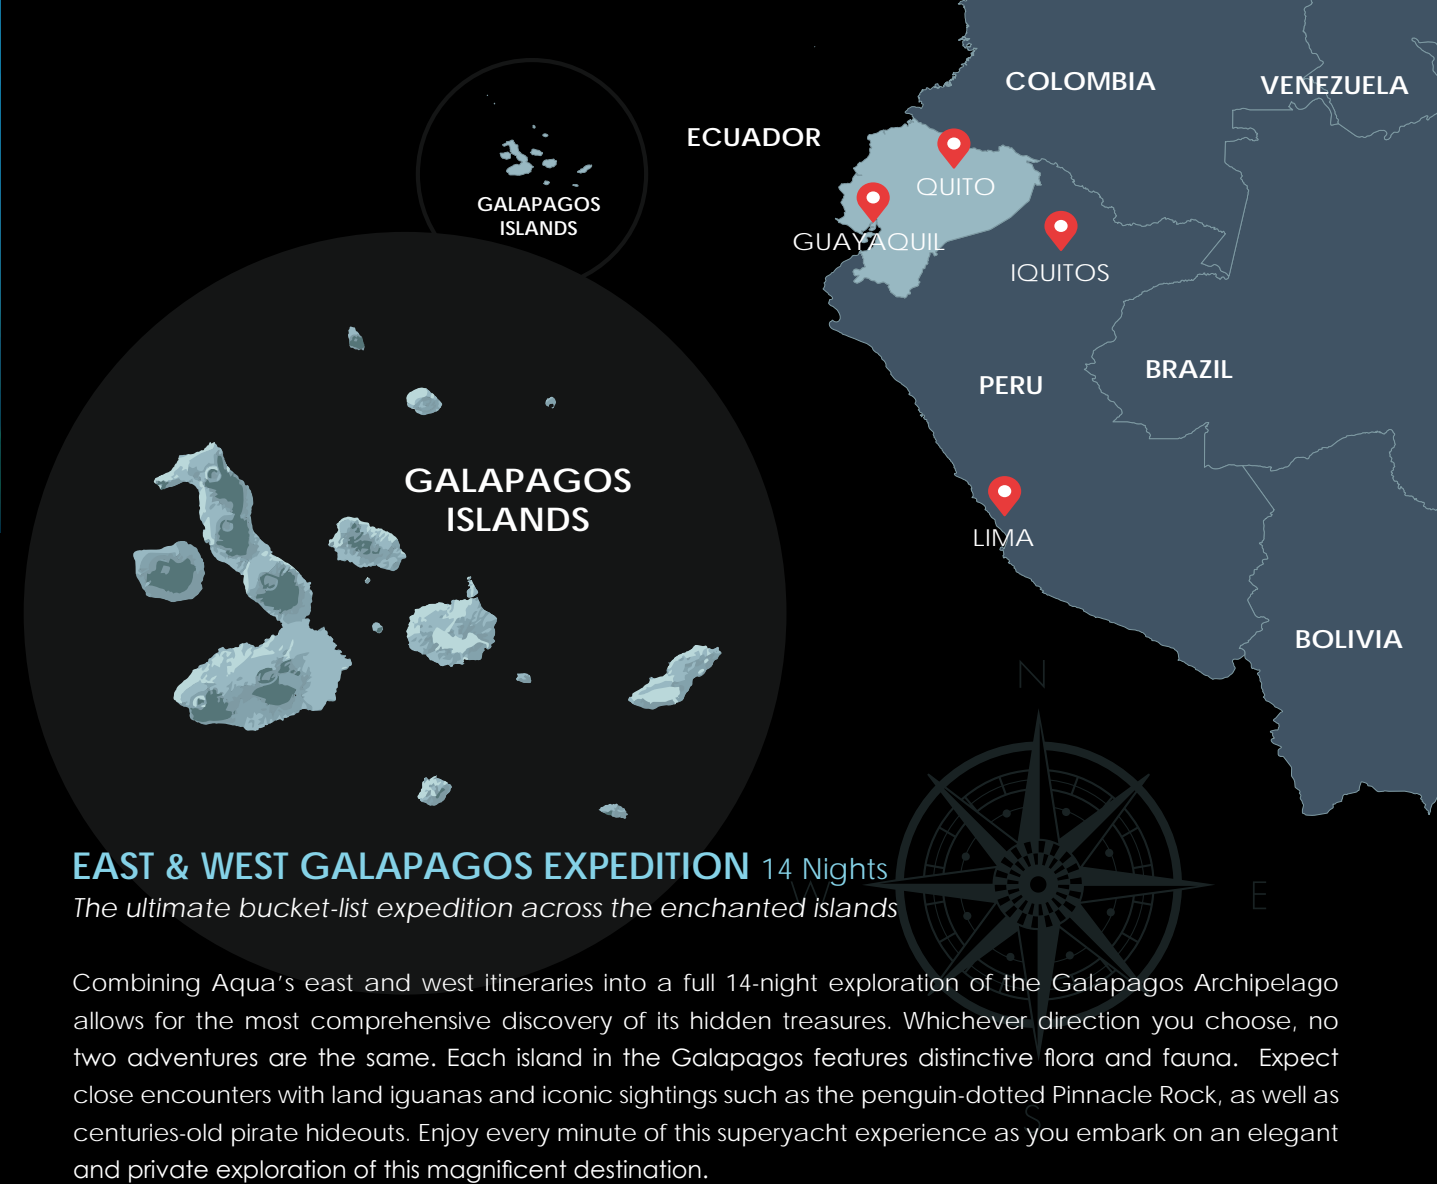 COLOMBIA
VENEZUELA
ECUADOR
QUITO
GALAPAGOS
ISLANDS
GUAYAQUIL
IQUITOS
BRAZIL
PERU
GALAPAGOS
ISLANDS
LIMA
BOLIVIA
N
W
E
S
EAST & WEST GALAPAGOS EXPEDITION 14 Nights
The ultimate bucket-list expedition across the enchanted islands
Combining Aqua's east and west itineraries into a full 14-night exploration of the Galapagos Archipelago
allows for the most comprehensive discovery of its hidden treasures. Whichever direction you choose, no
two adventures are the same. Each island in the Galapagos features distinctive flora and fauna. Expect
close encounters with land iguanas and iconic sightings such as the penguin-dotted Pinnacle Rock, as well as
centuries-old pirate hideouts. Enjoy every minute of this superyacht experience as you embark on an elegant
and private exploration of this magnificent destination.